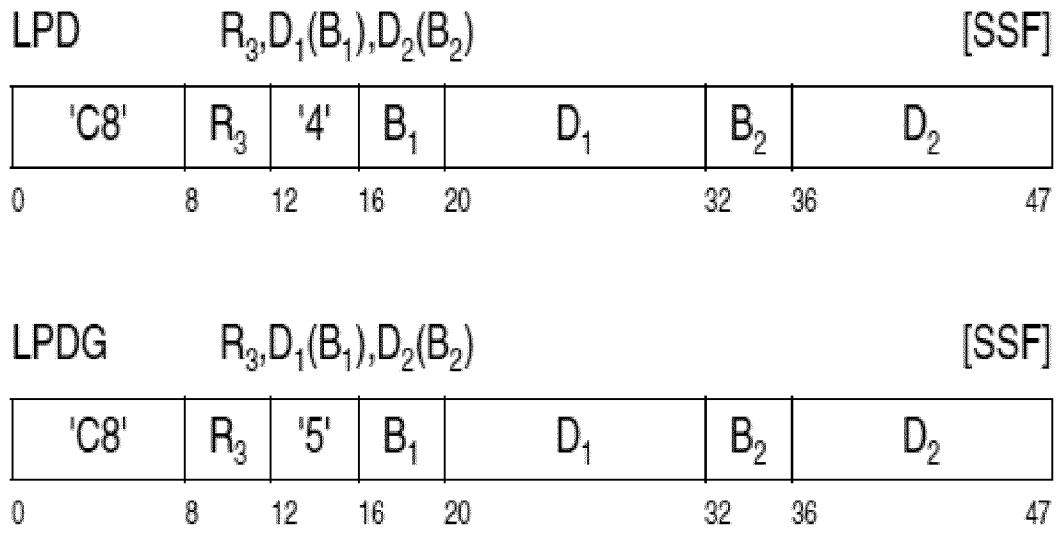 LPD R₃,D₁(B₁),D₂(B₂) [SSF]
'C8' R₃ '4' B₁ D₁ B₂ D₂
0 8 12 16 20 32 36 47
LPDG R₃,D₁(B₁),D₂(B₂) [SSF]
'C8' R₃ '5' B₁ D₁ B₂ D₂
0 8 12 16 20 32 36 47